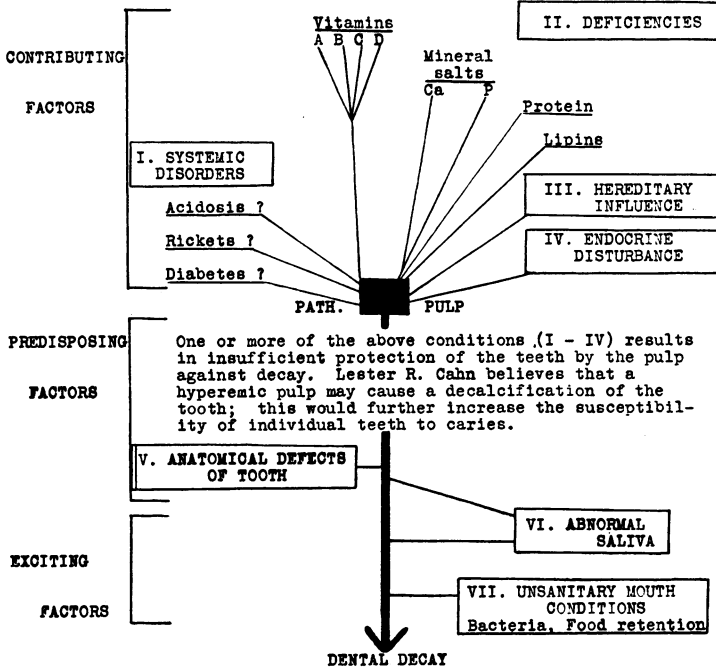 Vitamins
A B C D
II. DEFICIENCIES
CONTRIBUTING
FACTORS
Mineral
salts
Ca P
Protein
Lipins
I. SYSTEMIC
DISORDERS
III. HEREDITARY
INFLUENCE
Acidosis ?
Rickets ?
IV. ENDOCRINE
DISTURBANCE
Diabetes ?
PATH. PULP
PREDISPOSING
FACTORS
One or more of the above conditions (I - IV) results
in insufficient protection of the teeth by the pulp
against decay. Lester R. Cahn believes that a
hyperemic pulp may cause a decalcification of the
tooth; this would further increase the susceptibil-
ity of individual teeth to caries.
V. ANATOMICAL DEFECTS
OF TOOTH
VI. ABNORMAL
SALIVA
EXCITING
FACTORS
VII. UNSANITARY MOUTH
CONDITIONS
Bacteria, Food retention
DENTAL DECAY